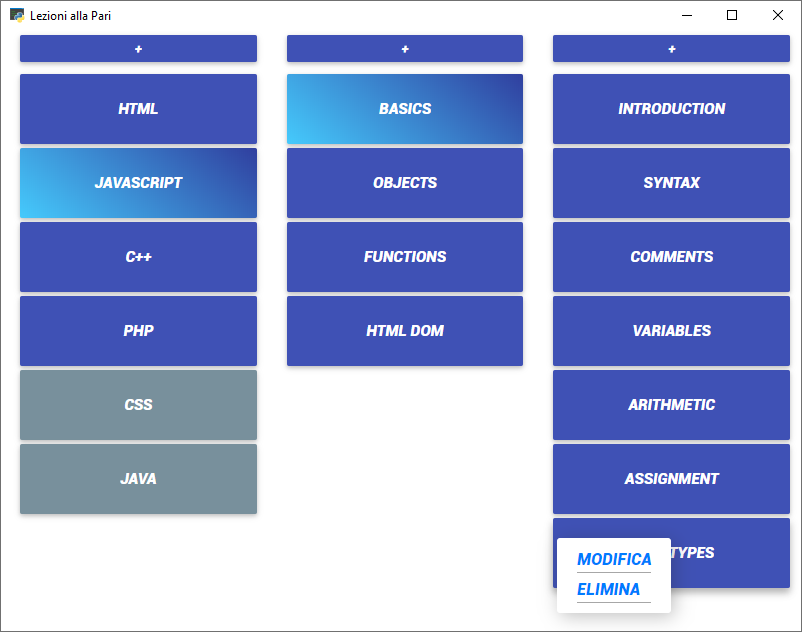 Lezioni alla Pari
+
HTML
JAVASCRIPT
C++
PHP
CSS
JAVA
+
BASICS
OBJECTS
FUNCTIONS
HTML DOM
+
INTRODUCTION
SYNTAX
COMMENTS
VARIABLES
ARITHMETIC
ASSIGNMENT
TYPES
MODIFICA
ELIMINA